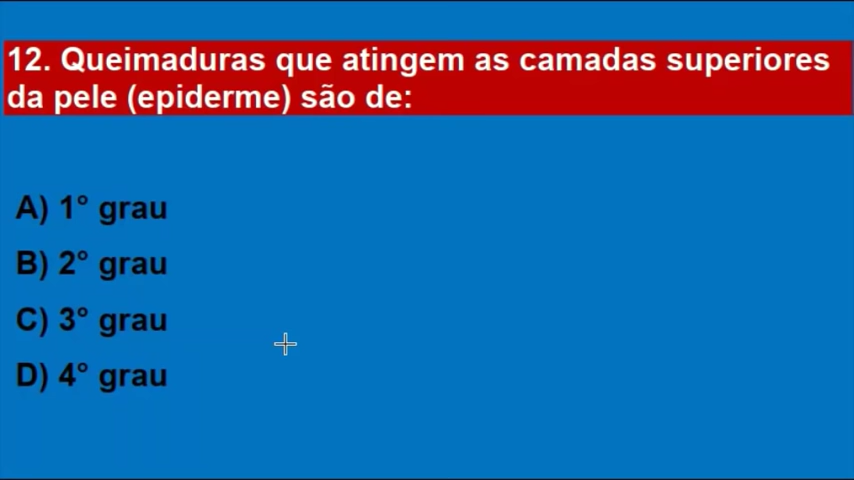 12. Queimaduras que atingem as camadas superiores
da pele (epiderme) são de:
A) 1° grau
B) 2° grau
C) 3° grau
D) 4° grau